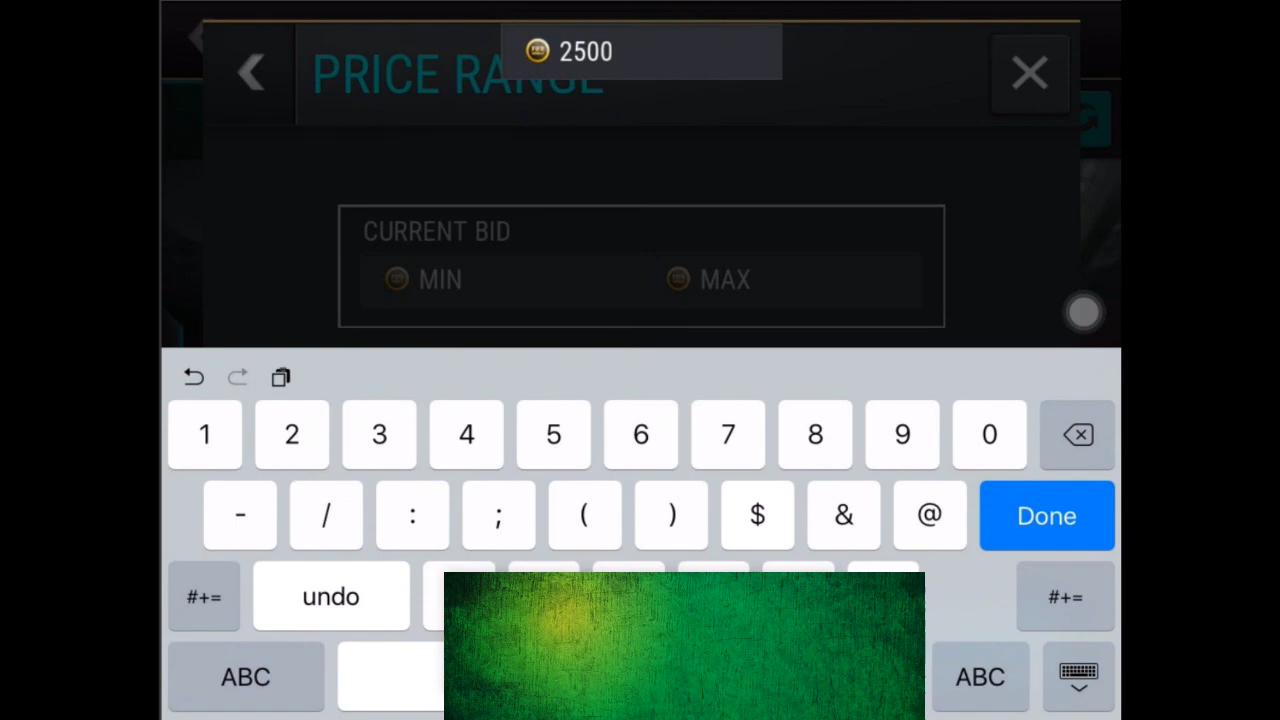 2500
PRICE RANGE
CURRENT BID
MIN MAX
1 2 3 4 5 6 7 8 9 0
- / : ; ( ) $ & @ Done
#+= undo #+=
ABC ABC